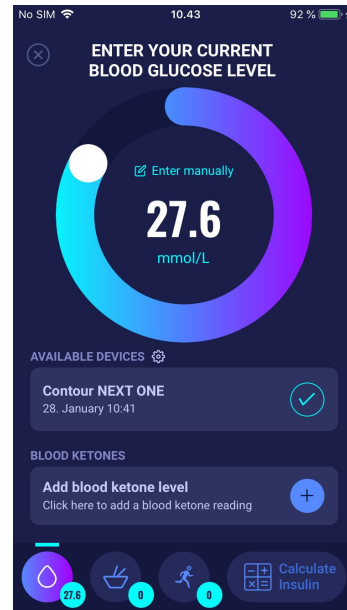 No SIM 10.43 92 %
ENTER YOUR CURRENT
BLOOD GLUCOSE LEVEL
Enter manually
27.6
mmol/L
AVAILABLE DEVICES
Contour NEXT ONE
28. January 10:41
BLOOD KETONES
Add blood ketone level
Click here to add a blood ketone reading
Calculate
Insulin
27.6 0 0